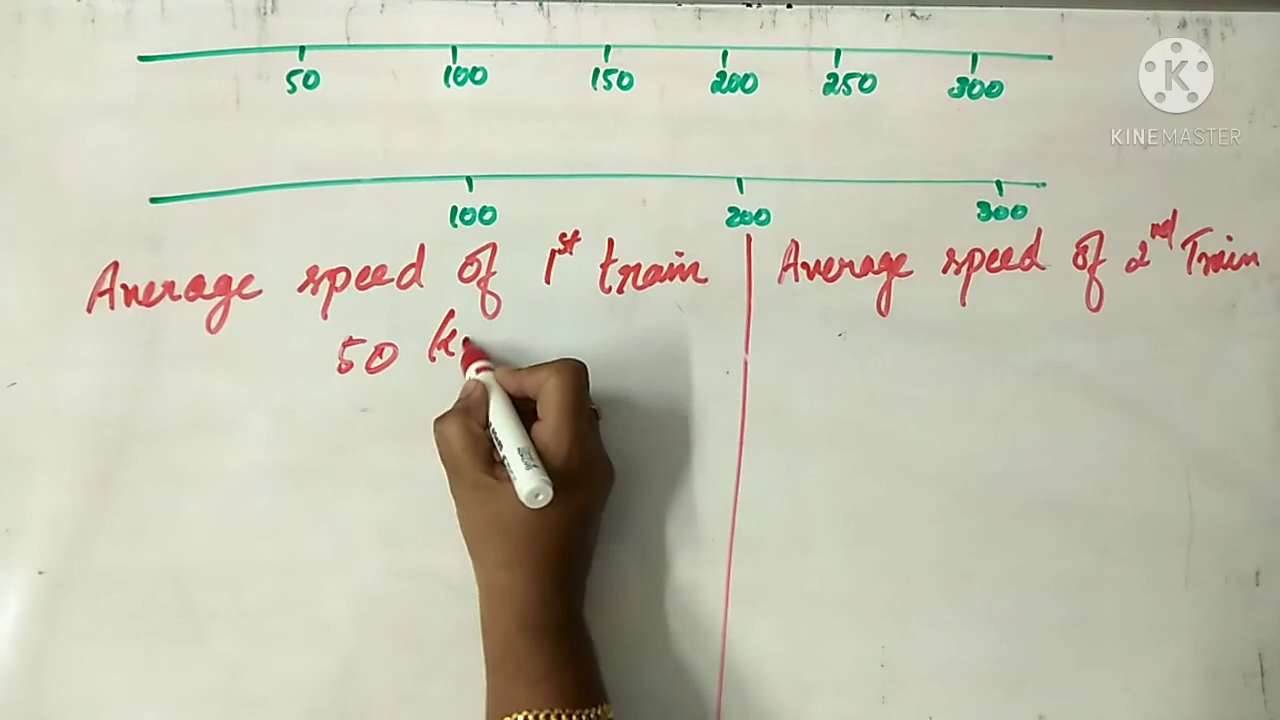 50 100 150 200 250 300
100 200 300
Average speed of 1st train
50 k
Average speed of 2nd Train
K
KINEMASTER